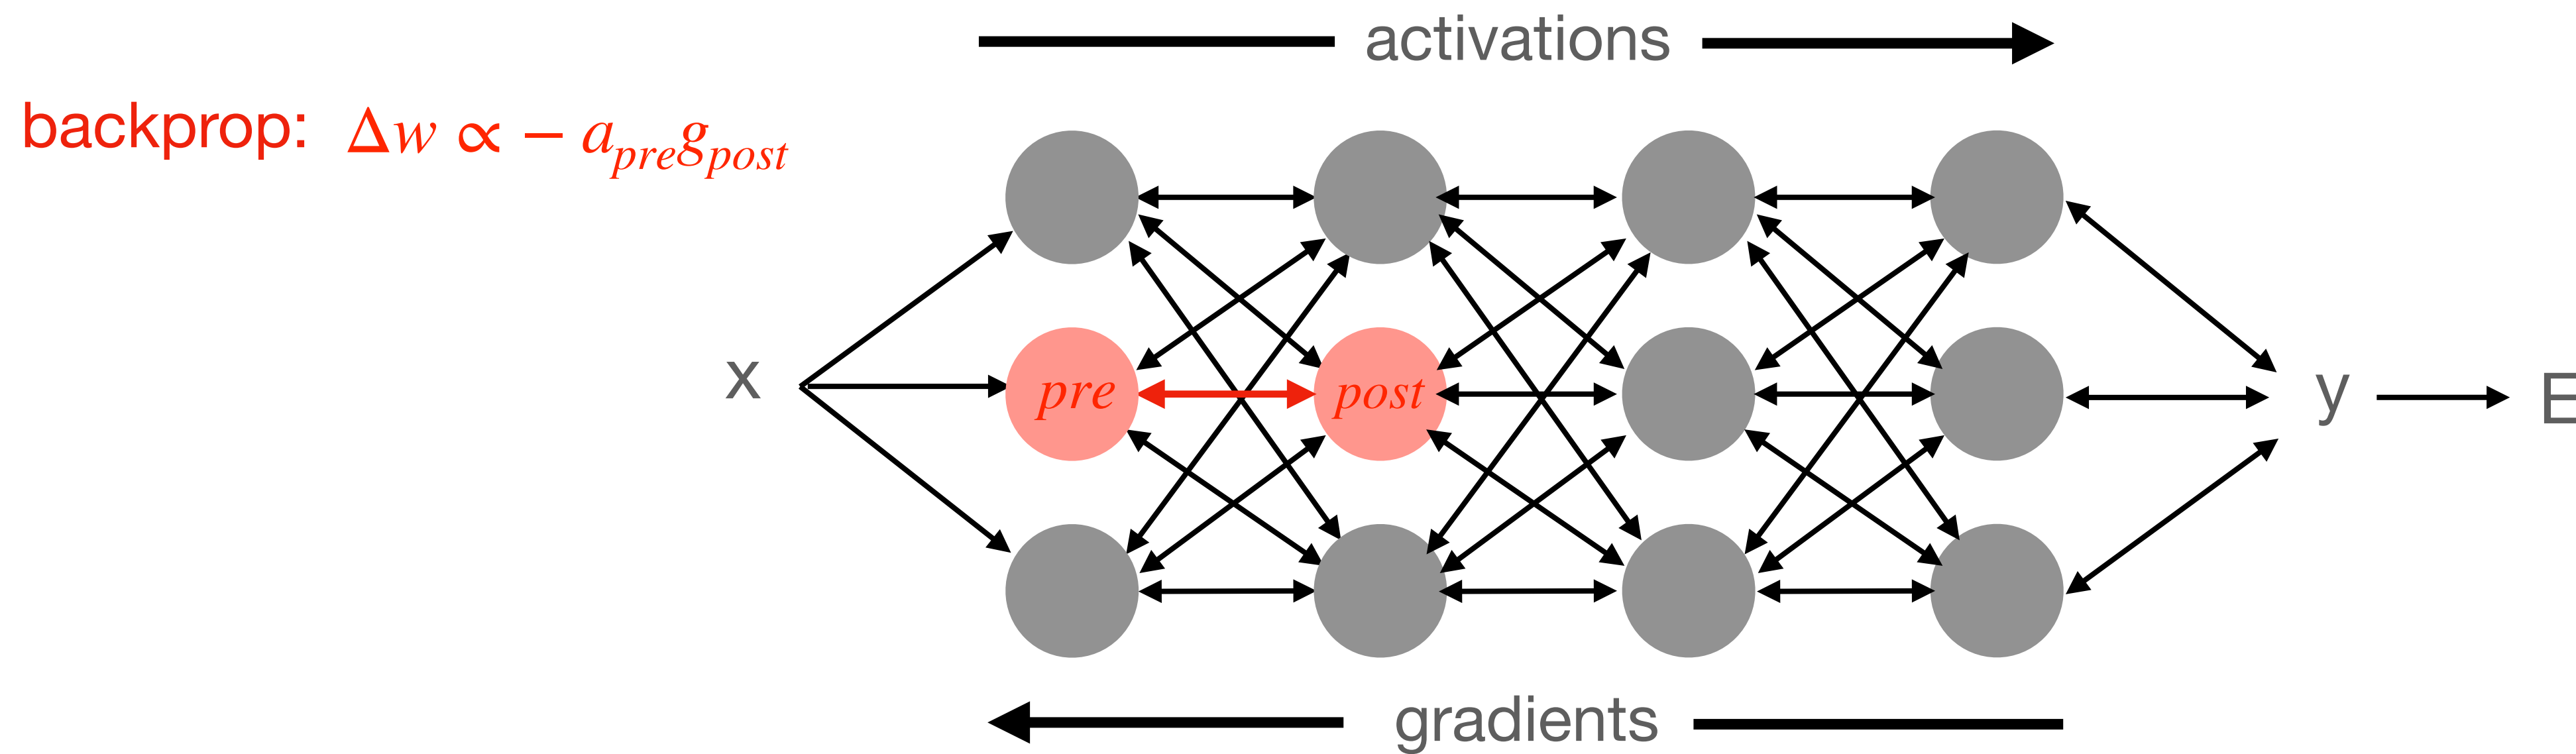 activations
backprop: Δw ∝ − a_pre g_post
x
pre
post
y
E
gradients